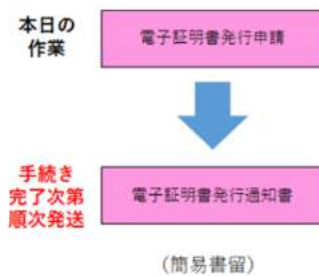 本日の
作業
電子証明書発行申請
手続き
完了次第
順次発送
電子証明書発行通知書
(簡易書留)